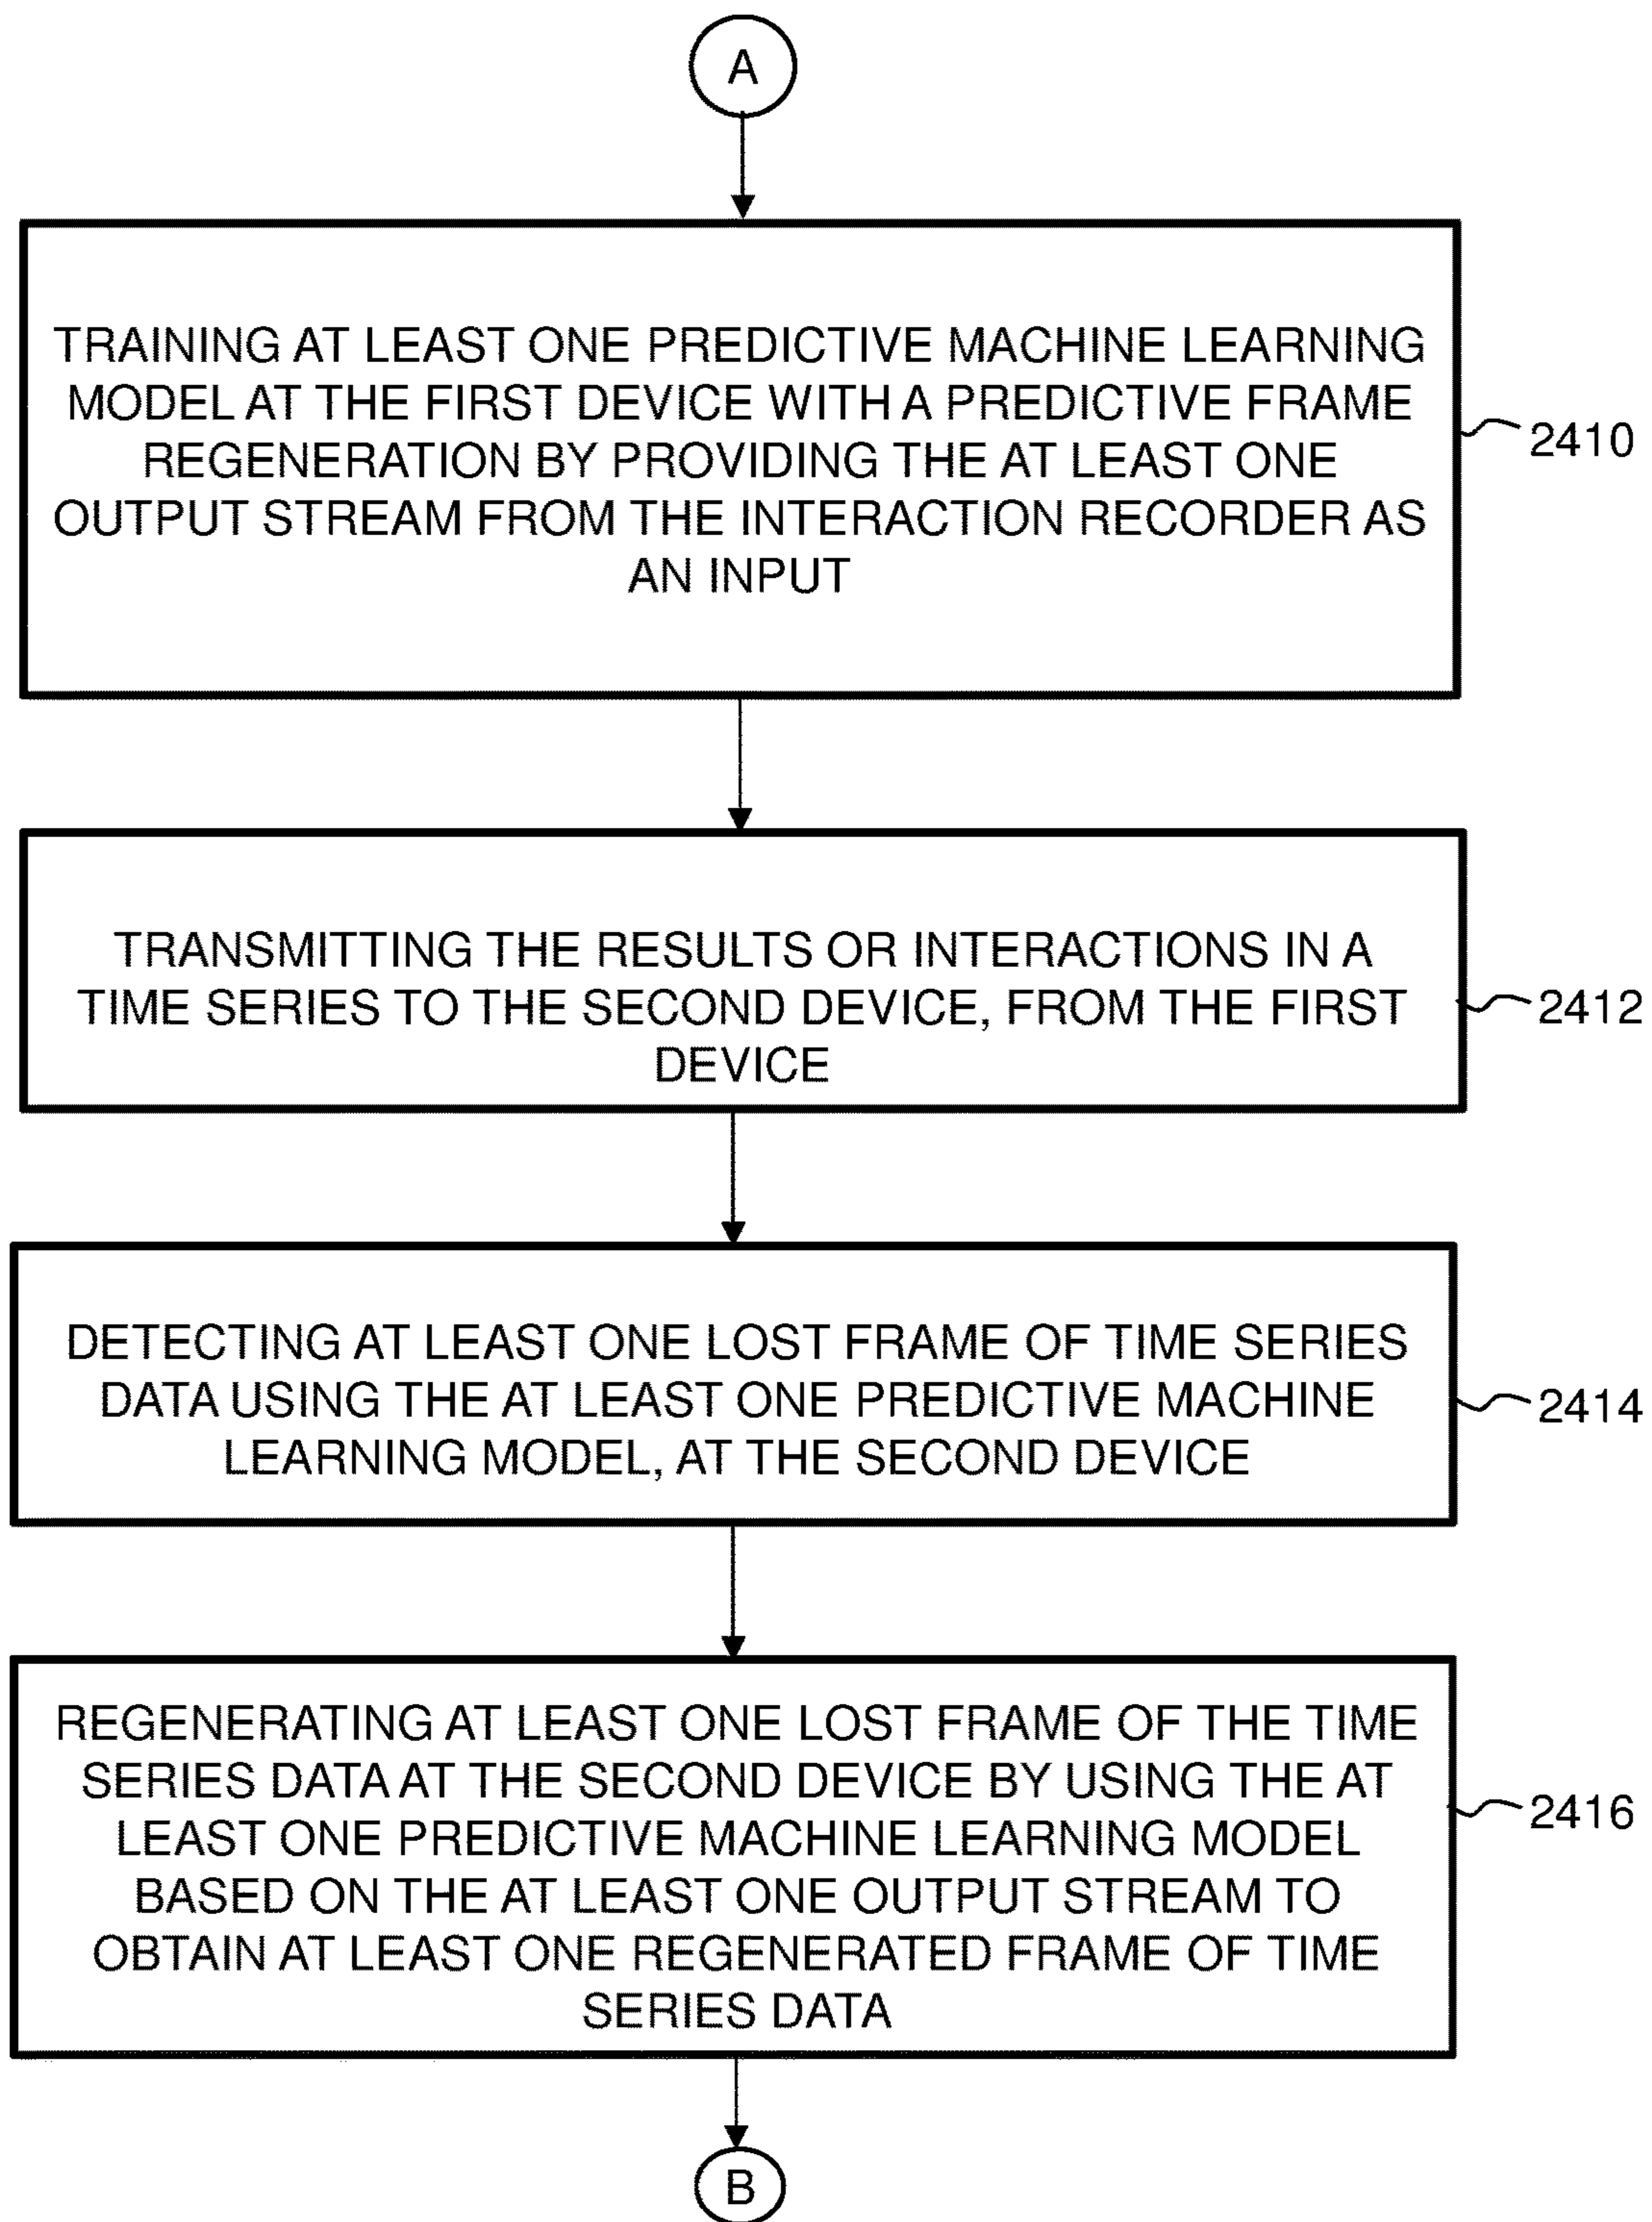 A
TRAINING AT LEAST ONE PREDICTIVE MACHINE LEARNING
MODEL AT THE FIRST DEVICE WITH A PREDICTIVE FRAME
REGENERATION BY PROVIDING THE AT LEAST ONE
OUTPUT STREAM FROM THE INTERACTION RECORDER AS
AN INPUT
2410
TRANSMITTING THE RESULTS OR INTERACTIONS IN A
TIME SERIES TO THE SECOND DEVICE, FROM THE FIRST
DEVICE
2412
DETECTING AT LEAST ONE LOST FRAME OF TIME SERIES
DATA USING THE AT LEAST ONE PREDICTIVE MACHINE
LEARNING MODEL, AT THE SECOND DEVICE
2414
REGENERATING AT LEAST ONE LOST FRAME OF THE TIME
SERIES DATA AT THE SECOND DEVICE BY USING THE AT
LEAST ONE PREDICTIVE MACHINE LEARNING MODEL
BASED ON THE AT LEAST ONE OUTPUT STREAM TO
OBTAIN AT LEAST ONE REGENERATED FRAME OF TIME
SERIES DATA
2416
B